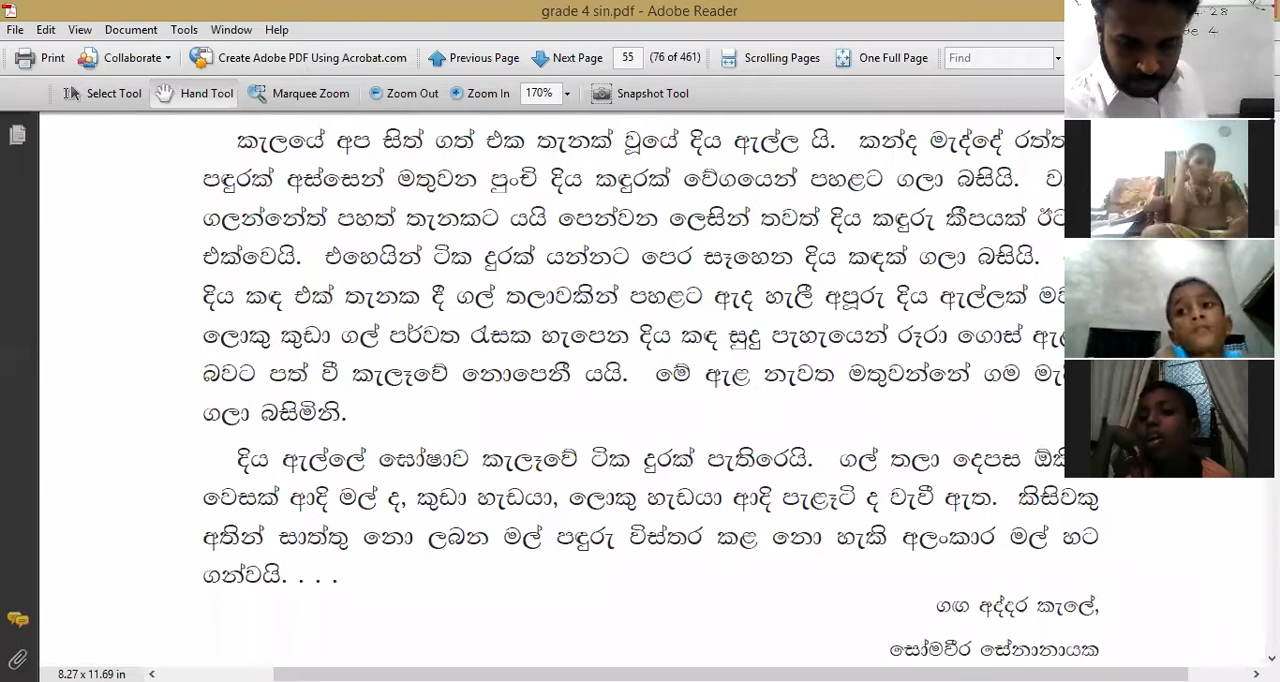 grade 4 sin.pdf - Adobe Reader
File Edit View Document Tools Window Help
Print Collaborate Create Adobe PDF Using Acrobat.com Previous Page Next Page 55 (76 of 461) Scrolling Pages One Full Page Find
Select Tool Hand Tool Marquee Zoom Zoom Out Zoom In 170% Snapshot Tool
කැලයේ අප සිත් ගත් එක තැනක් වූයේ දිය ඇල්ල යි. කන්ද මැද්දේ
පඳුරක් අස්සෙන් මතුවන පුංචි දිය කඳුරක් වේගයෙන් පහළට ගලා බසියි.
ගලන්නේත් පහත් තැනකට යයි පෙන්වන ලෙසින් තවත් දිය කඳුරු කීපයක්
එක්වෙයි. එහෙයින් ටික දුරක් යන්නට පෙර සෑහෙන දිය කඳක් ගලා බසියි.
දිය කඳ එක් තැනක දී ගල් තලාවකින් පහළට ඇද හැලී අපූරු දිය ඇල්ලක්
ලොකු කුඩා ගල් පර්වත රැසක හැපෙන දිය කඳ සුදු පැහැයෙන් රූරා ගොස්
බවට පත් වී කැලෑවේ නොපෙනී යයි. මේ ඇළ නැවත මතුවන්නේ ගම
ගලා බසිමිනි.
දිය ඇල්ලේ ඝෝෂාව කැලෑවේ ටික දුරක් පැතිරෙයි. ගල් තලා දෙපස
වෙසක් ආදි මල් ද, කුඩා හැඩයා, ලොකු හැඩයා ආදි පැළෑටි ද වැවී ඇත. කිසිවකු
අතින් සාත්තු නො ලබන මල් පඳුරු විස්තර කළ නො හැකි අලංකාර මල් හට
ගන්වයි. . . .
ගඟ අද්දර කැලේ,
සෝමවීර සේනානායක
8.27 x 11.69 in